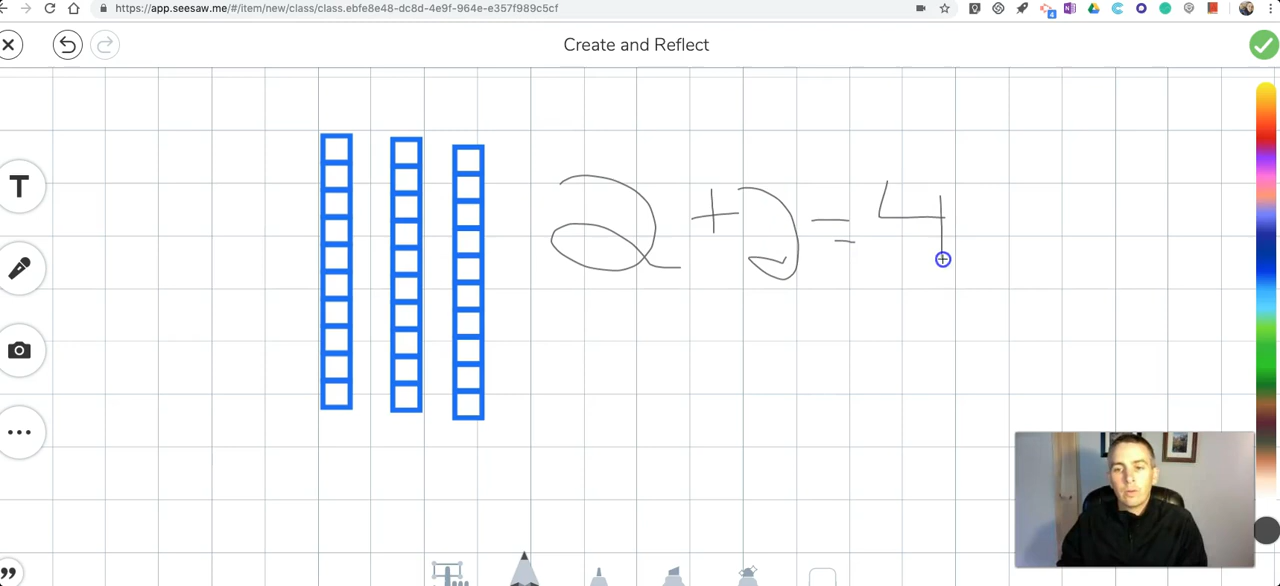 https://app.seesaw.me/#/item/new/class/class.ebfe8e48-dc8d-4e9f-964e-e357f989c5cf
4
Create and Reflect
T
2 + 2 = 4